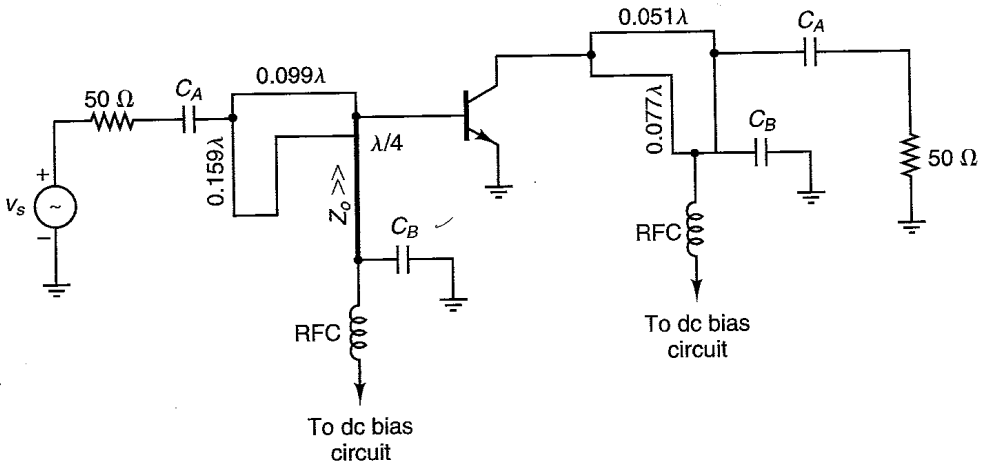 0.051λ
C_A
0.099λ
50 Ω
C_A
0.077λ
C_B
λ/4
0.159λ
50 Ω
+
v_s
~
−
Z_o >>
C_B
RFC
RFC
To dc bias
circuit
To dc bias
circuit